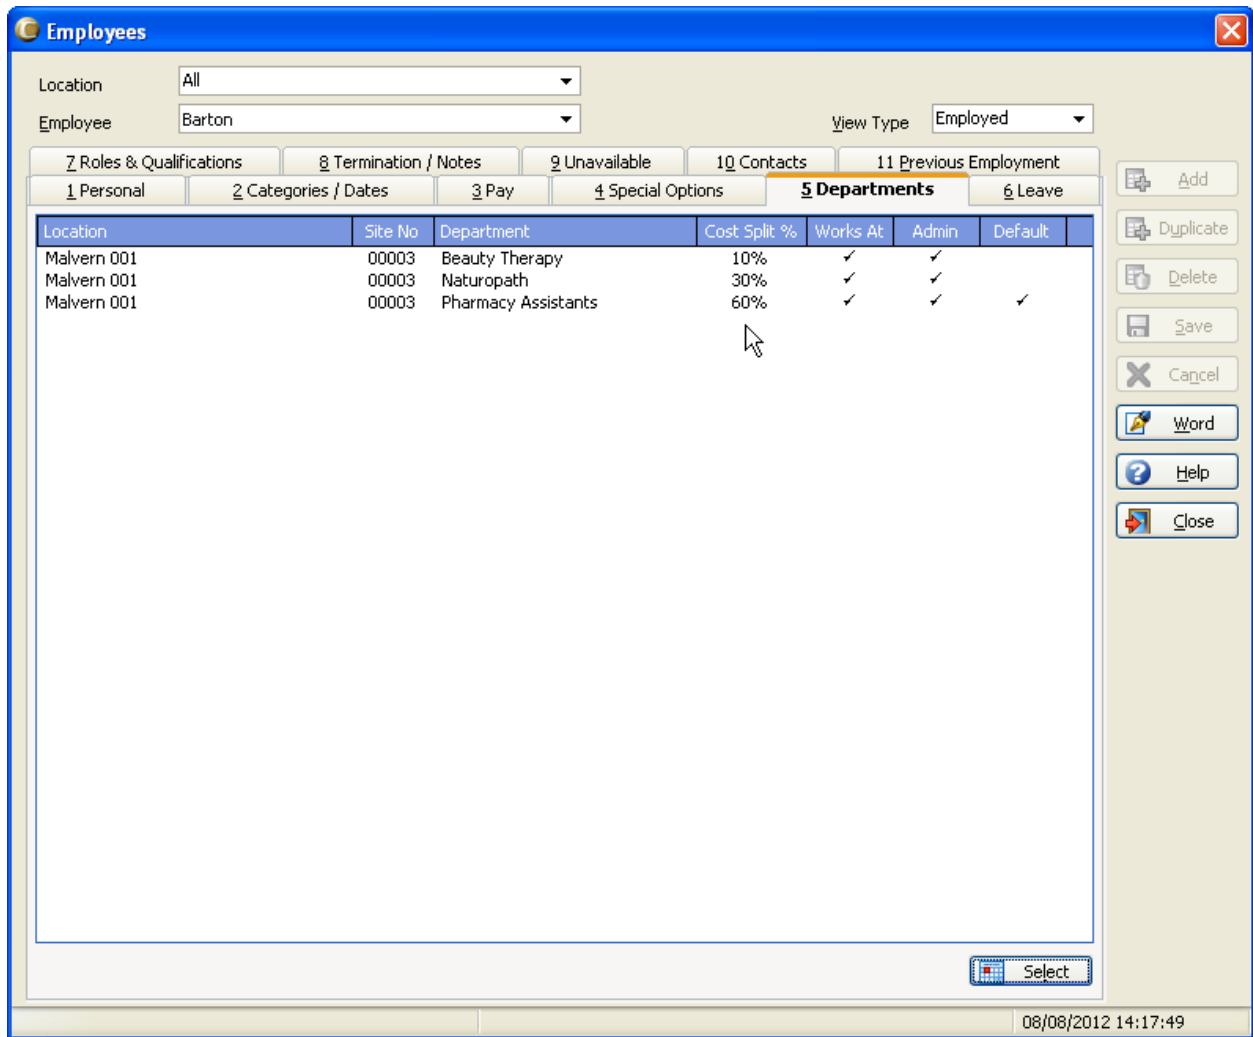 Employees
Location All
Employee Barton View Type Employed
7 Roles & Qualifications 8 Termination / Notes 9 Unavailable 10 Contacts 11 Previous Employment
1 Personal 2 Categories / Dates 3 Pay 4 Special Options 5 Departments 6 Leave
Location Site No Department Cost Split % Works At Admin Default
Malvern 001 00003 Beauty Therapy 10% ✓ ✓
Malvern 001 00003 Naturopath 30% ✓ ✓
Malvern 001 00003 Pharmacy Assistants 60% ✓ ✓ ✓
Add
Duplicate
Delete
Save
Cancel
Word
Help
Close
Select
08/08/2012 14:17:49